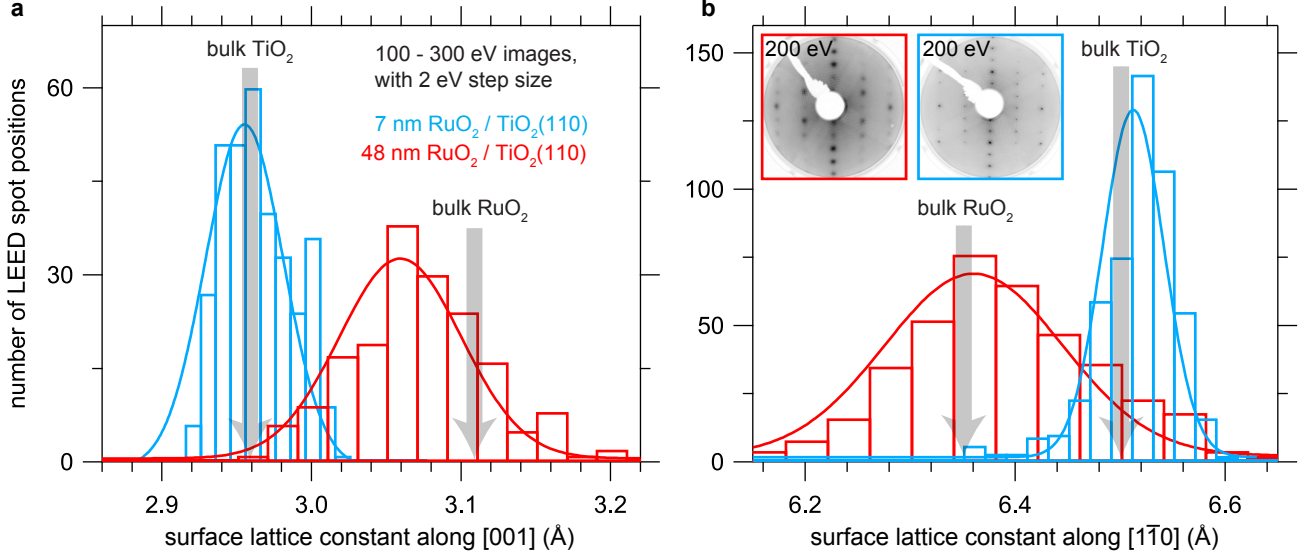 a
bulk TiO₂
100 - 300 eV images,
with 2 eV step size
7 nm RuO₂ / TiO₂(110)
48 nm RuO₂ / TiO₂(110)
bulk RuO₂
number of LEED spot positions
60
30
0
2.9
3.0
3.1
3.2
surface lattice constant along [001] (Å)
b
200 eV
200 eV
bulk TiO₂
bulk RuO₂
150
100
50
0
6.2
6.4
6.6
surface lattice constant along [11̅0] (Å)